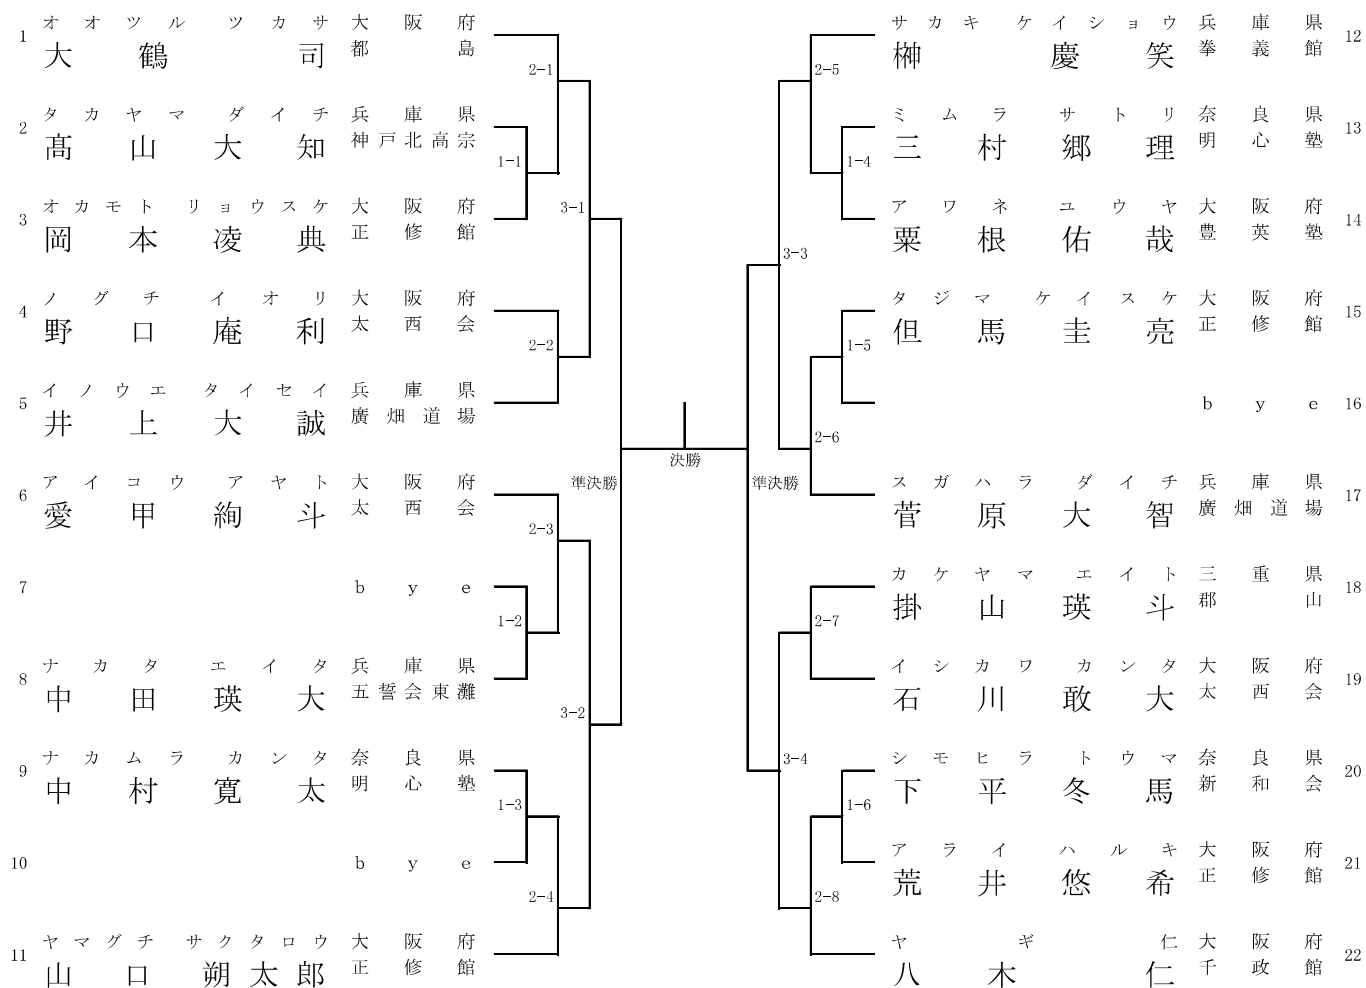 オオツル ツカサ 大阪府
1 大鶴 司 都島
2-1
タカヤマ ダイチ 兵庫県
2 髙山大知 神戸北高宗
1-1
オカモト リョウスケ 大阪府
3 岡本凌典 正修館
3-1
ノグチ イオリ 大阪府
4 野口庵利 太西会
2-2
イノウエ タイセイ 兵庫県
5 井上大誠 廣畑道場
準決勝
アイコウ アヤト 大阪府
6 愛甲絢斗 太西会
2-3
7 bye
1-2
ナカタ エイタ 兵庫県
8 中田瑛大 五誓会東灘
3-2
ナカムラ カンタ 奈良県
9 中村寛太 明心塾
1-3
10 bye
2-4
ヤマグチ サクタロウ 大阪府
11 山口朔太郎 正修館
決勝
サカキ ケイショウ 兵庫県
榊 慶笑 拳義館 12
2-5
ミムラ サトリ 奈良県
三村郷理 明心塾 13
1-4
アワネ ユウヤ 大阪府
粟根佑哉 豊英塾 14
3-3
タジマ ケイスケ 大阪府
但馬圭亮 正修館 15
1-5
bye 16
2-6
準決勝
スガハラ ダイチ 兵庫県
菅原大智 廣畑道場 17
カケヤマ エイト 三重県
掛山瑛斗 郡山 18
2-7
イシカワ カンタ 大阪府
石川敢大 太西会 19
3-4
シモヒラ トウマ 奈良県
下平冬馬 新和会 20
1-6
アライ ハルキ 大阪府
荒井悠希 正修館 21
2-8
ヤギ 仁 大阪府
八木 仁 千政館 22